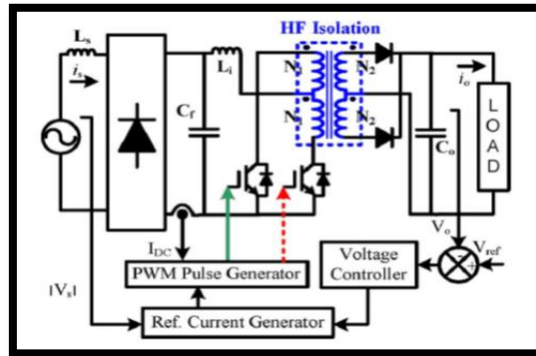 HF Isolation
Ls
is
Li
N1
N2
Cf
N1
N2
Co
io
LOAD
Vo
Vref
IDC
PWM Pulse Generator
Voltage
Controller
|Vs|
Ref. Current Generator
- +